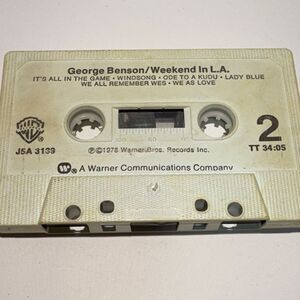 George Benson/Weekend In L.A.
IT'S ALL IN THE GAME • WINDSONG • ODE TO A KUDU • LADY BLUE
WE ALL REMEMBER WES • WE AS LOVE
J5A 3139
2
TT 34:05
℗©1978 Warner Bros. Records Inc.
A Warner Communications Company